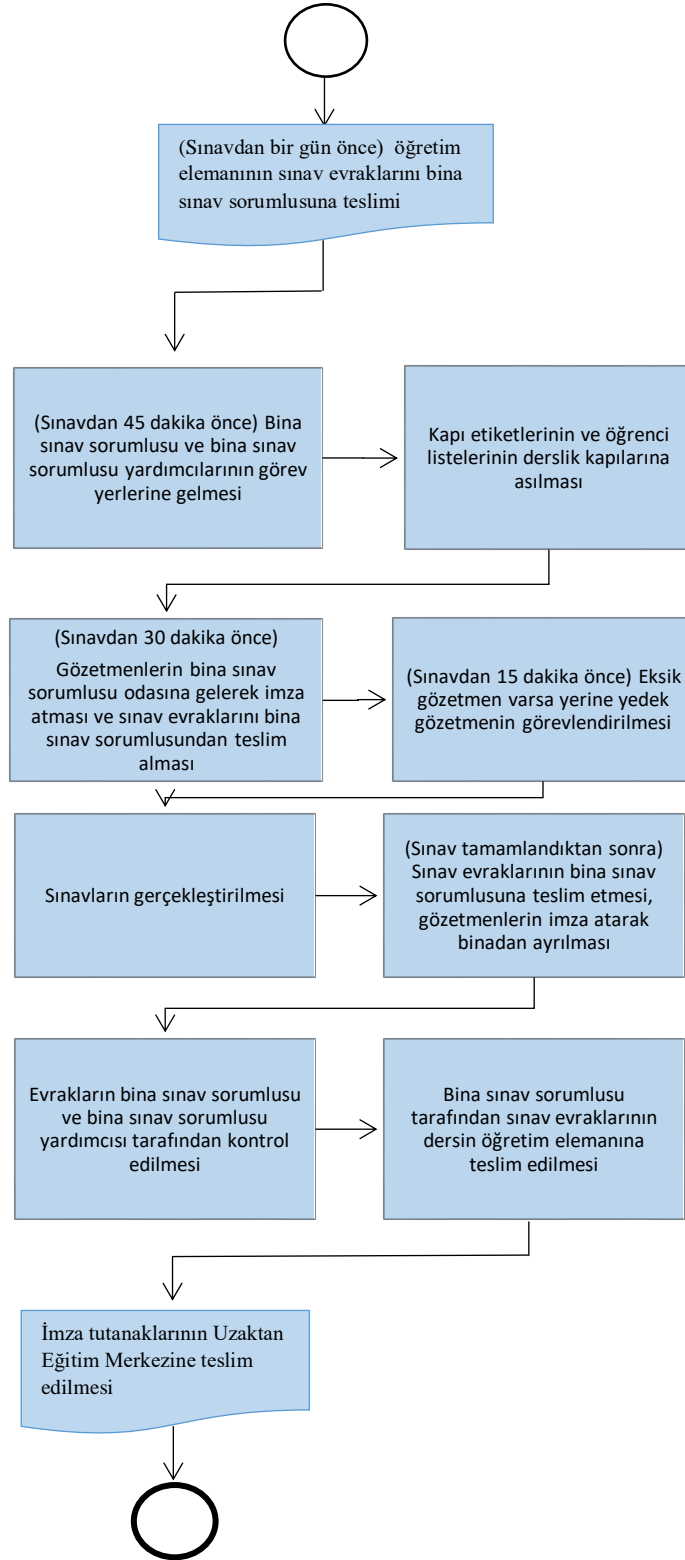 (Sınavdan bir gün önce)  öğretim
elemanının sınav evraklarını bina
sınav sorumlusuna teslimi
(Sınavdan 45 dakika önce) Bina
sınav sorumlusu ve bina sınav
sorumlusu yardımcılarının görev
yerlerine gelmesi
Kapı etiketlerinin ve öğrenci
listelerinin derslik kapılarına
asılması
(Sınavdan 30 dakika önce)
Gözetmenlerin bina sınav
sorumlusu odasına gelerek imza
atması ve sınav evraklarını bina
sınav sorumlusundan teslim
alması
(Sınavdan 15 dakika önce) Eksik
gözetmen varsa yerine yedek
gözetmenin görevlendirilmesi
Sınavların gerçekleştirilmesi
(Sınav tamamlandıktan sonra)
Sınav evraklarının bina sınav
sorumlusuna teslim etmesi,
gözetmenlerin imza atarak
binadan ayrılması
Evrakların bina sınav sorumlusu
ve bina sınav sorumlusu
yardımcısı tarafından kontrol
edilmesi
Bina sınav sorumlusu
tarafından sınav evraklarının
dersin öğretim elemanına
teslim edilmesi
İmza tutanaklarının Uzaktan
Eğitim Merkezine teslim
edilmesi